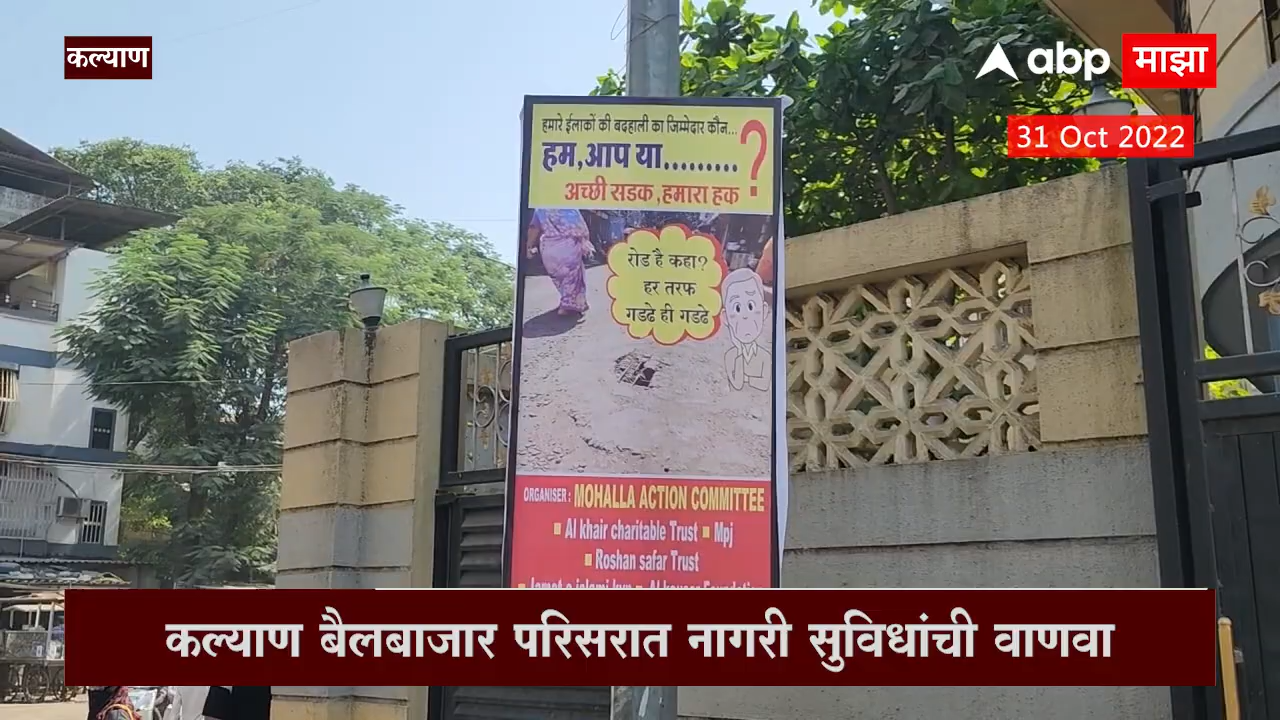 कल्याण
abp माझा
31 Oct 2022
हमारे ईलाकों की बदहाली का जिम्मेदार कौन...
हम,आप या......... ?
अच्छी सडक ,हमारा हक
रोड है कहा?
हर तरफ
गडढे ही गडढे
ORGANISER : MOHALLA ACTION COMMITTEE
Al khair charitable Trust Mpj
Roshan safar Trust
कल्याण बैलबाजार परिसरात नागरी सुविधांची वाणवा